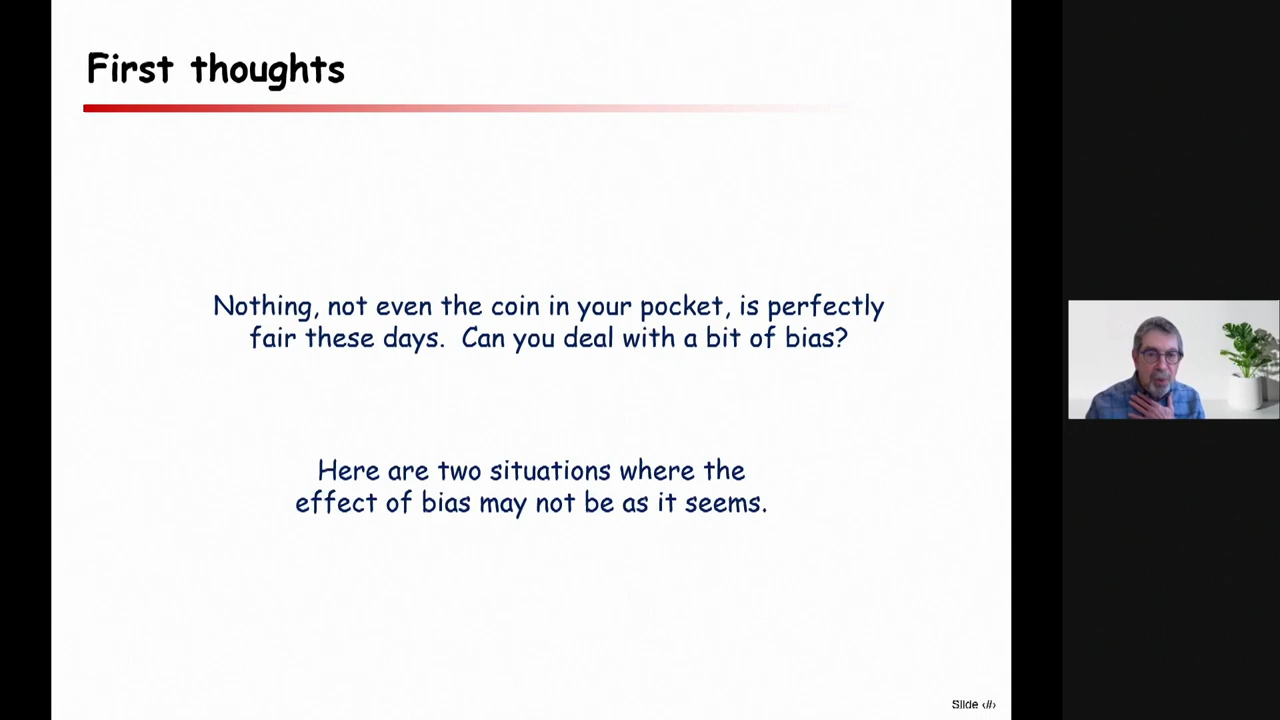 First thoughts
Nothing, not even the coin in your pocket, is perfectly
fair these days.  Can you deal with a bit of bias?
Here are two situations where the
effect of bias may not be as it seems.
Slide ‹#›